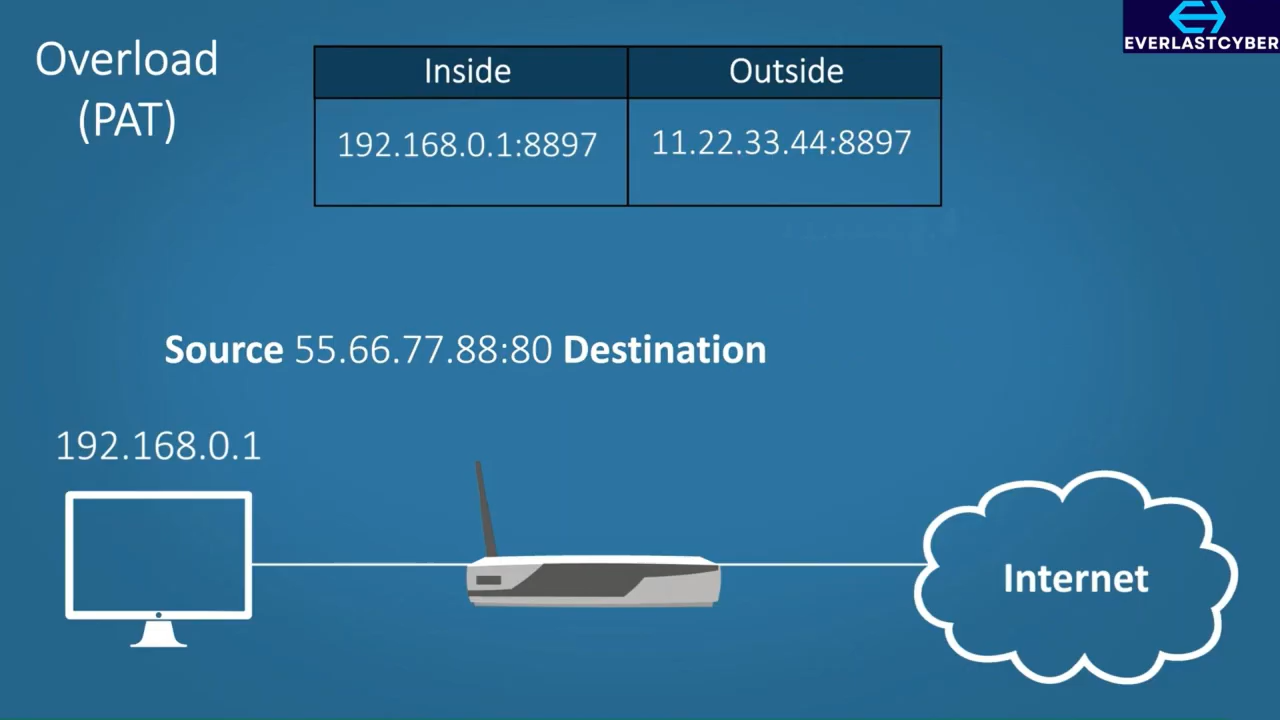 Overload
(PAT)
EVERLASTCYBER
Inside
Outside
192.168.0.1:8897
11.22.33.44:8897
Source 55.66.77.88:80 Destination
192.168.0.1
Internet